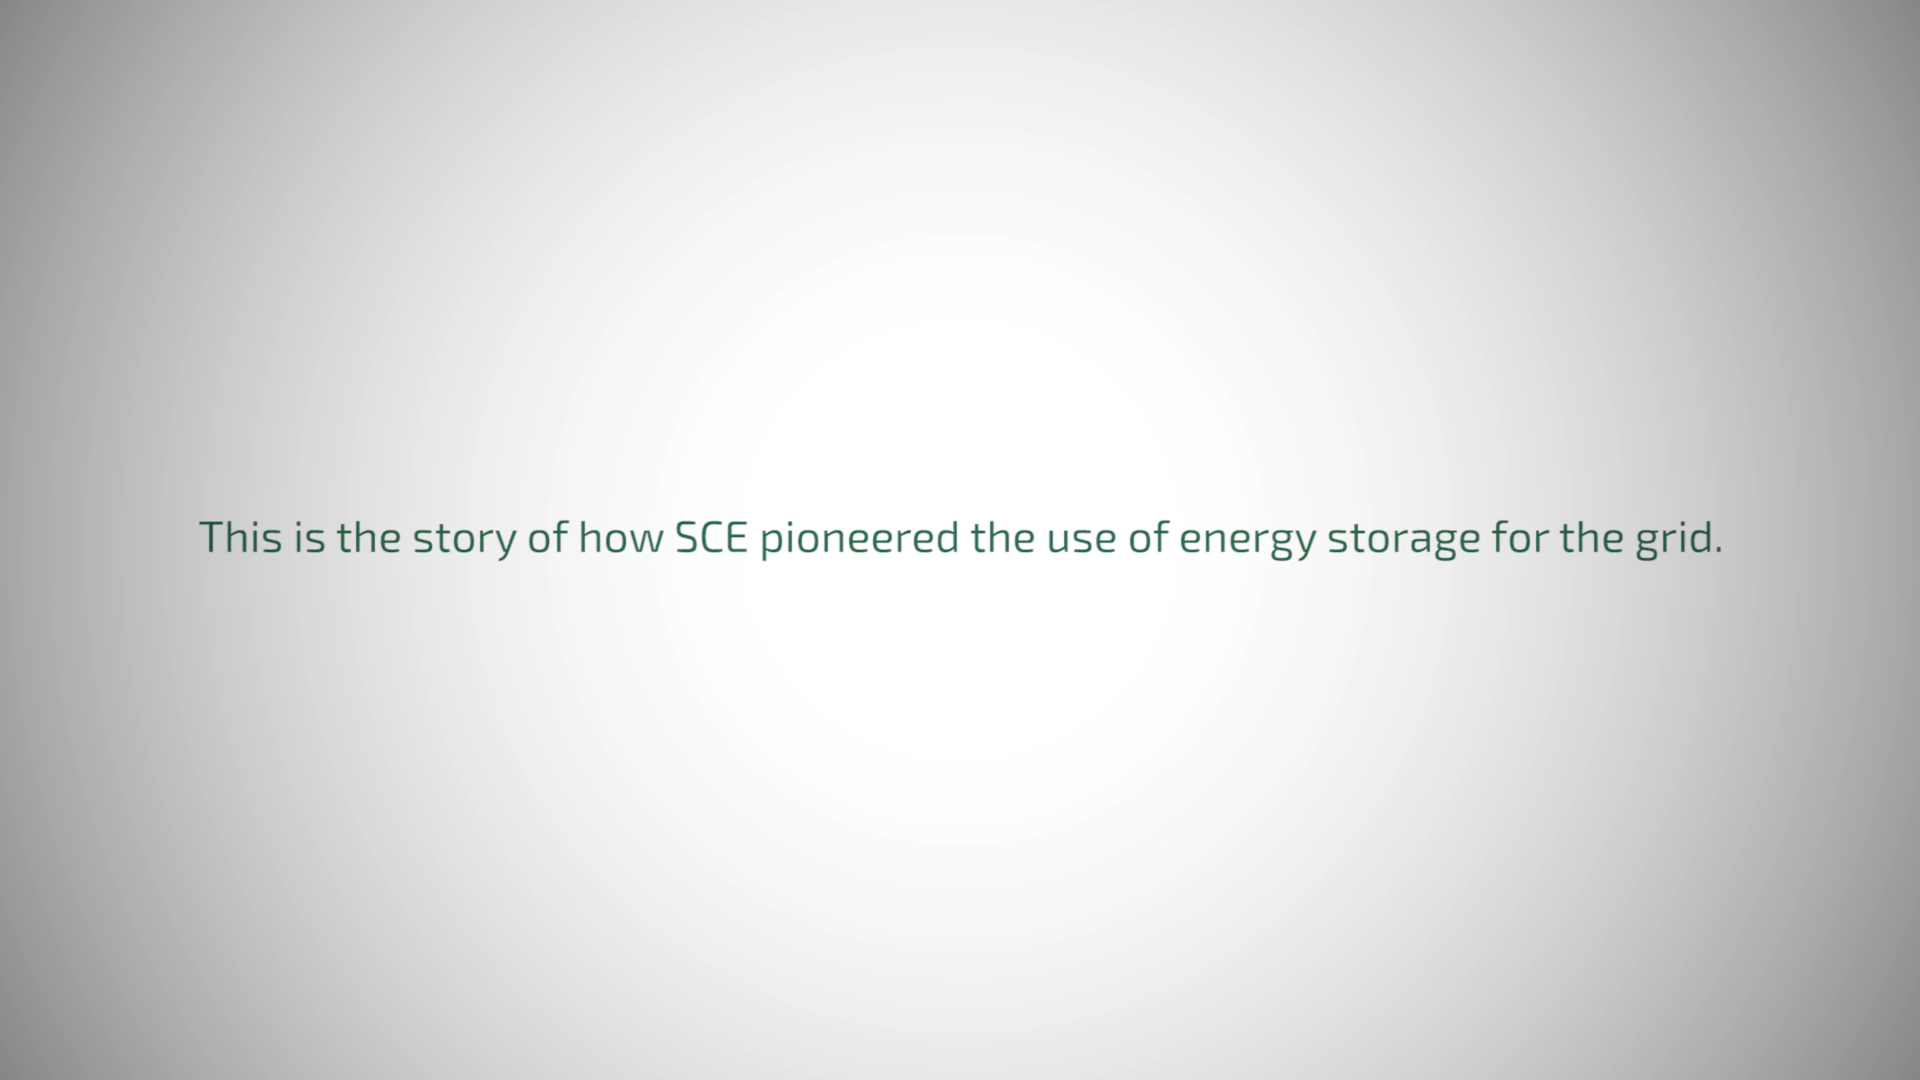 This is the story of how SCE pioneered the use of energy storage for the grid.